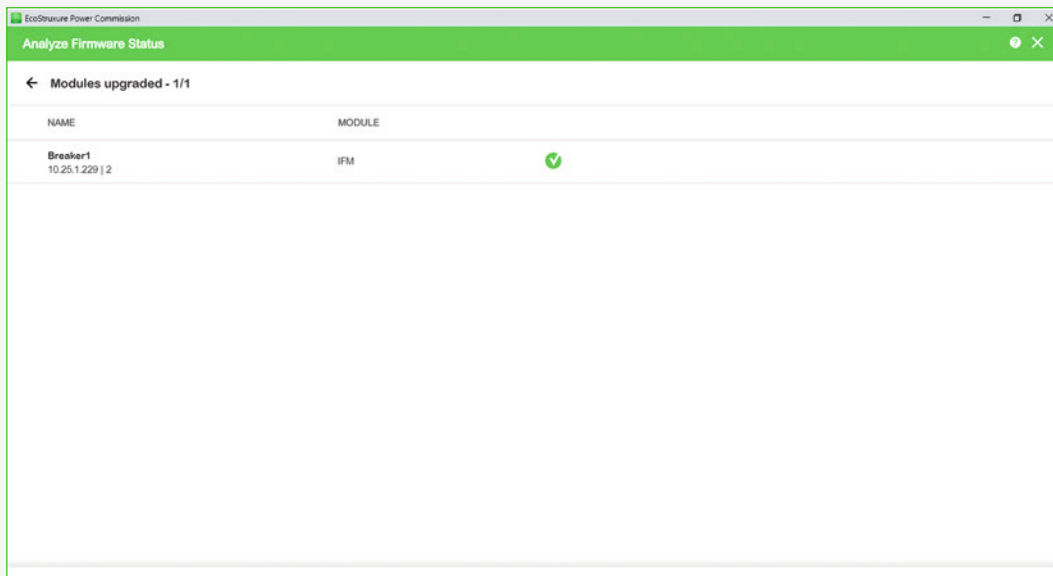 EcoStruxure Power Commission
Analyze Firmware Status
Modules upgraded - 1/1
NAME MODULE
Breaker1 IFM
10.25.1.229 | 2